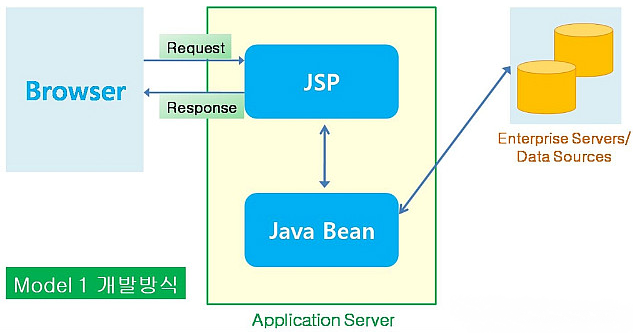 Request
Browser
Response
JSP
Enterprise Servers/
Data Sources
Java Bean
Model 1 개발방식
Application Server